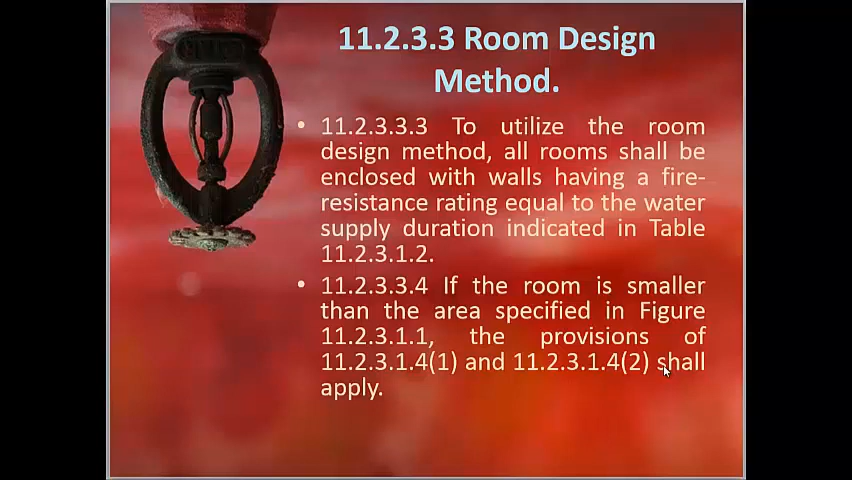 11.2.3.3 Room Design
Method.
• 11.2.3.3.3 To utilize the room
design method, all rooms shall be
enclosed with walls having a fire-
resistance rating equal to the water
supply duration indicated in Table
11.2.3.1.2.
• 11.2.3.3.4 If the room is smaller
than the area specified in Figure
11.2.3.1.1, the provisions of
11.2.3.1.4(1) and 11.2.3.1.4(2) shall
apply.